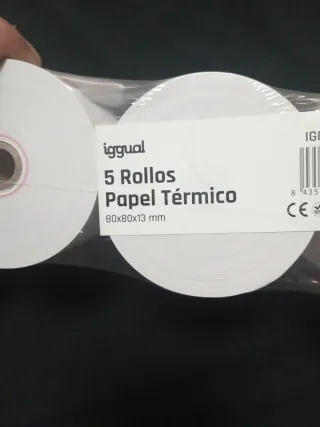 iggual
5 Rollos
Papel Térmico
80x80x13 mm
CE